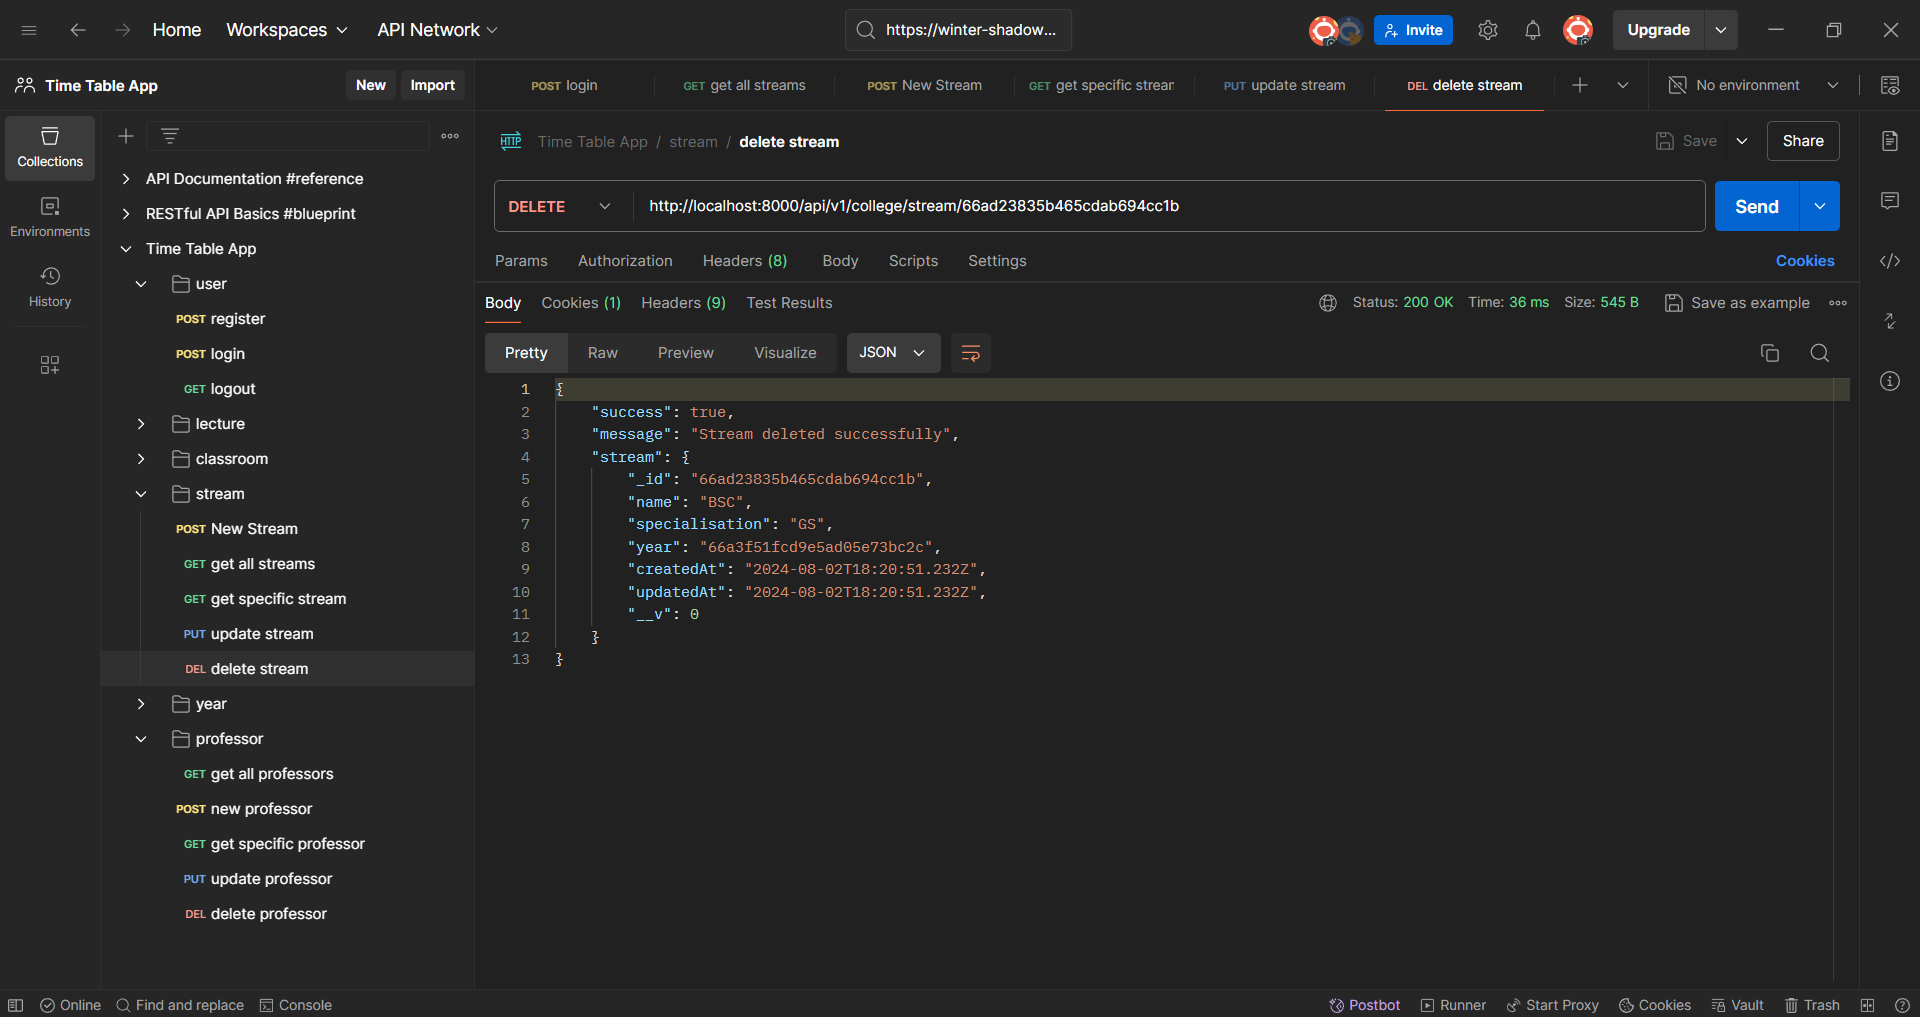 Home Workspaces API Network https://winter-shadow... Invite Upgrade
Time Table App New Import
POST login GET get all streams POST New Stream GET get specific strear PUT update stream DEL delete stream No environment
Collections
Environments
History
API Documentation #reference
RESTful API Basics #blueprint
Time Table App
user
POST register
POST login
GET logout
lecture
classroom
stream
POST New Stream
GET get all streams
GET get specific stream
PUT update stream
DEL delete stream
year
professor
GET get all professors
POST new professor
GET get specific professor
PUT update professor
DEL delete professor
HTTP Time Table App / stream / delete stream Save Share
DELETE http://localhost:8000/api/v1/college/stream/66ad23835b465cdab694cc1b Send
Params Authorization Headers (8) Body Scripts Settings Cookies
Body Cookies (1) Headers (9) Test Results Status: 200 OK Time: 36 ms Size: 545 B Save as example
Pretty Raw Preview Visualize JSON
1 {
2 "success": true,
3 "message": "Stream deleted successfully",
4 "stream": {
5 "_id": "66ad23835b465cdab694cc1b",
6 "name": "BSC",
7 "specialisation": "GS",
8 "year": "66a3f51fcd9e5ad05e73bc2c",
9 "createdAt": "2024-08-02T18:20:51.232Z",
10 "updatedAt": "2024-08-02T18:20:51.232Z",
11 "__v": 0
12 }
13 }
Online Find and replace Console Postbot Runner Start Proxy Cookies Vault Trash